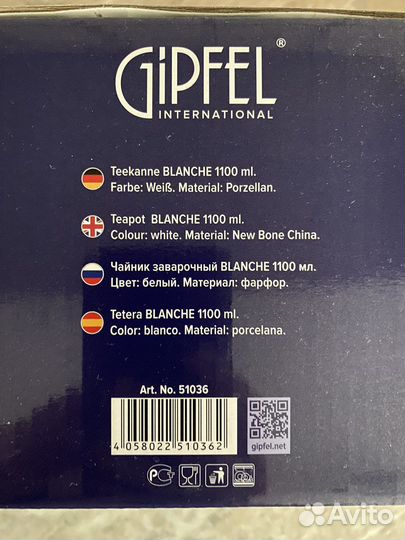 GiPFEL®
INTERNATIONAL
Teekanne BLANCHE 1100 ml.
Farbe: Weiß. Material: Porzellan.
Teapot BLANCHE 1100 ml.
Colour: white. Material: New Bone China.
Чайник заварочный BLANCHE 1100 мл.
Цвет: белый. Материал: фарфор.
Tetera BLANCHE 1100 ml.
Color: blanco. Material: porcelana.
Art. No. 51036
4 058022 510362
gipfel.net
Avito